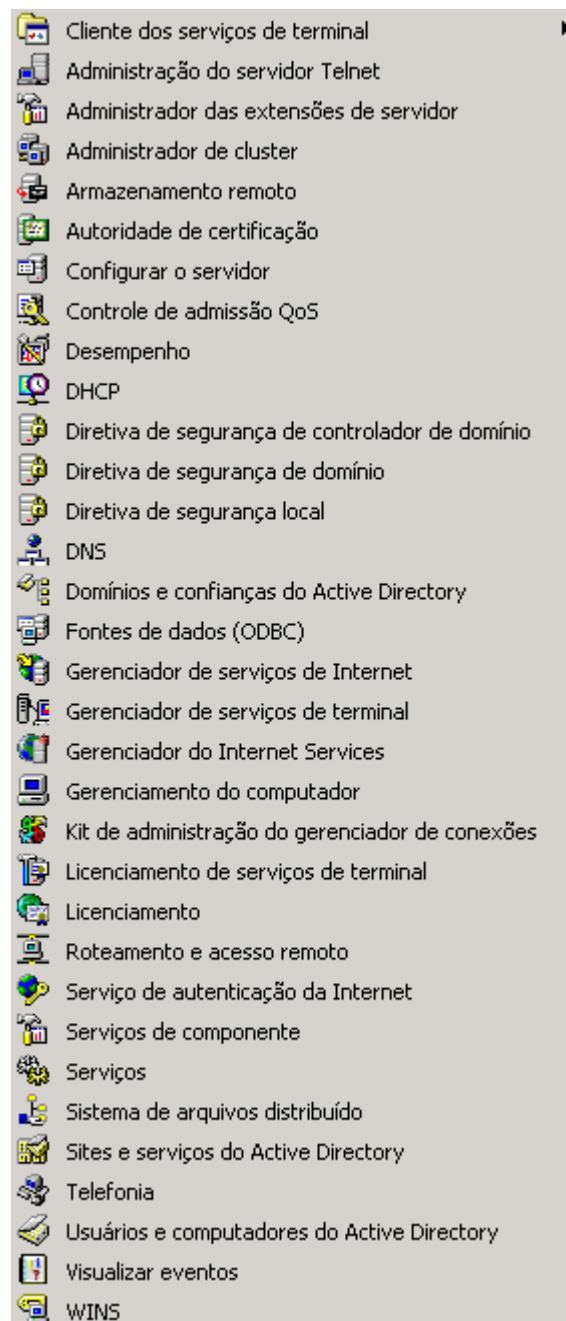 Cliente dos serviços de terminal
Administração do servidor Telnet
Administrador das extensões de servidor
Administrador de cluster
Armazenamento remoto
Autoridade de certificação
Configurar o servidor
Controle de admissão QoS
Desempenho
DHCP
Diretiva de segurança de controlador de domínio
Diretiva de segurança de domínio
Diretiva de segurança local
DNS
Domínios e confianças do Active Directory
Fontes de dados (ODBC)
Gerenciador de serviços de Internet
Gerenciador de serviços de terminal
Gerenciador do Internet Services
Gerenciamento do computador
Kit de administração do gerenciador de conexões
Licenciamento de serviços de terminal
Licenciamento
Roteamento e acesso remoto
Serviço de autenticação da Internet
Serviços de componente
Serviços
Sistema de arquivos distribuído
Sites e serviços do Active Directory
Telefonia
Usuários e computadores do Active Directory
Visualizar eventos
WINS